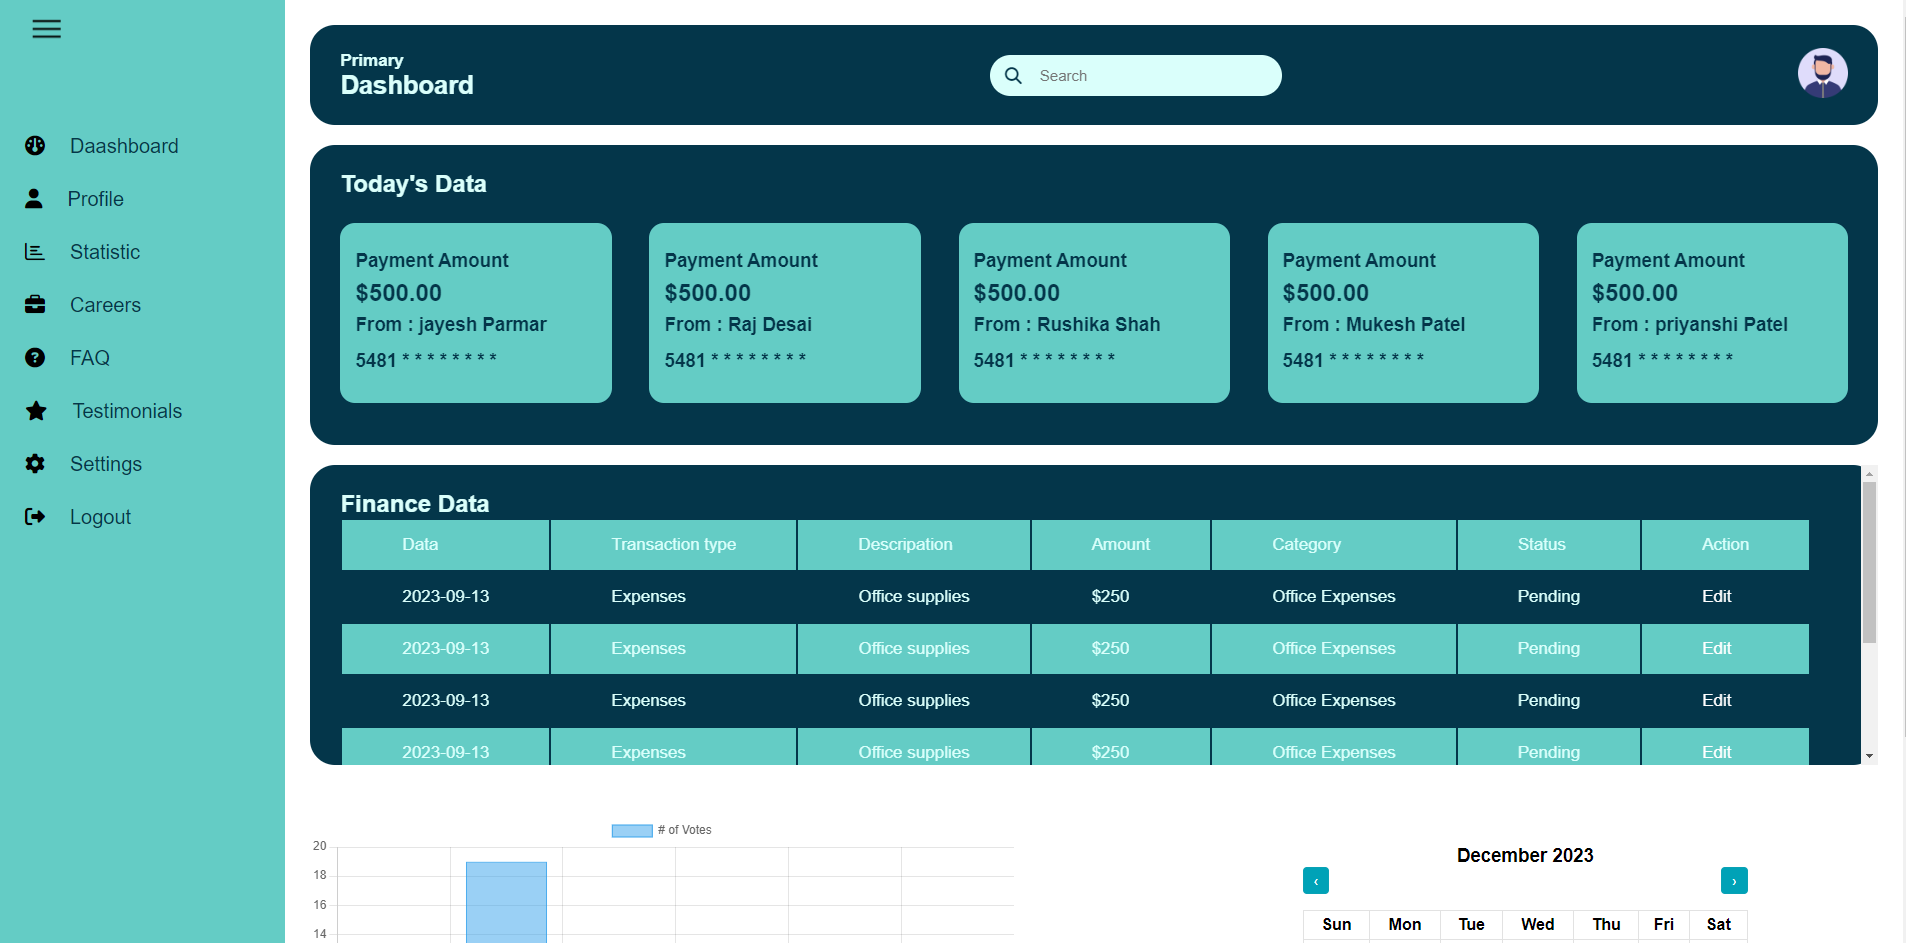 Daashboard
Profile
Statistic
Careers
FAQ
Testimonials
Settings
Logout
Primary
Dashboard
Search
Today's Data
Payment Amount
$500.00
From : jayesh Parmar
5481 * * * * * * * *
Payment Amount
$500.00
From : Raj Desai
5481 * * * * * * * *
Payment Amount
$500.00
From : Rushika Shah
5481 * * * * * * * *
Payment Amount
$500.00
From : Mukesh Patel
5481 * * * * * * * *
Payment Amount
$500.00
From : priyanshi Patel
5481 * * * * * * * *
Finance Data
Data Transaction type Descripation Amount Category Status Action
2023-09-13 Expenses Office supplies $250 Office Expenses Pending Edit
2023-09-13 Expenses Office supplies $250 Office Expenses Pending Edit
2023-09-13 Expenses Office supplies $250 Office Expenses Pending Edit
2023-09-13 Expenses Office supplies $250 Office Expenses Pending Edit
# of Votes
20
18
16
14
December 2023
‹ ›
Sun Mon Tue Wed Thu Fri Sat